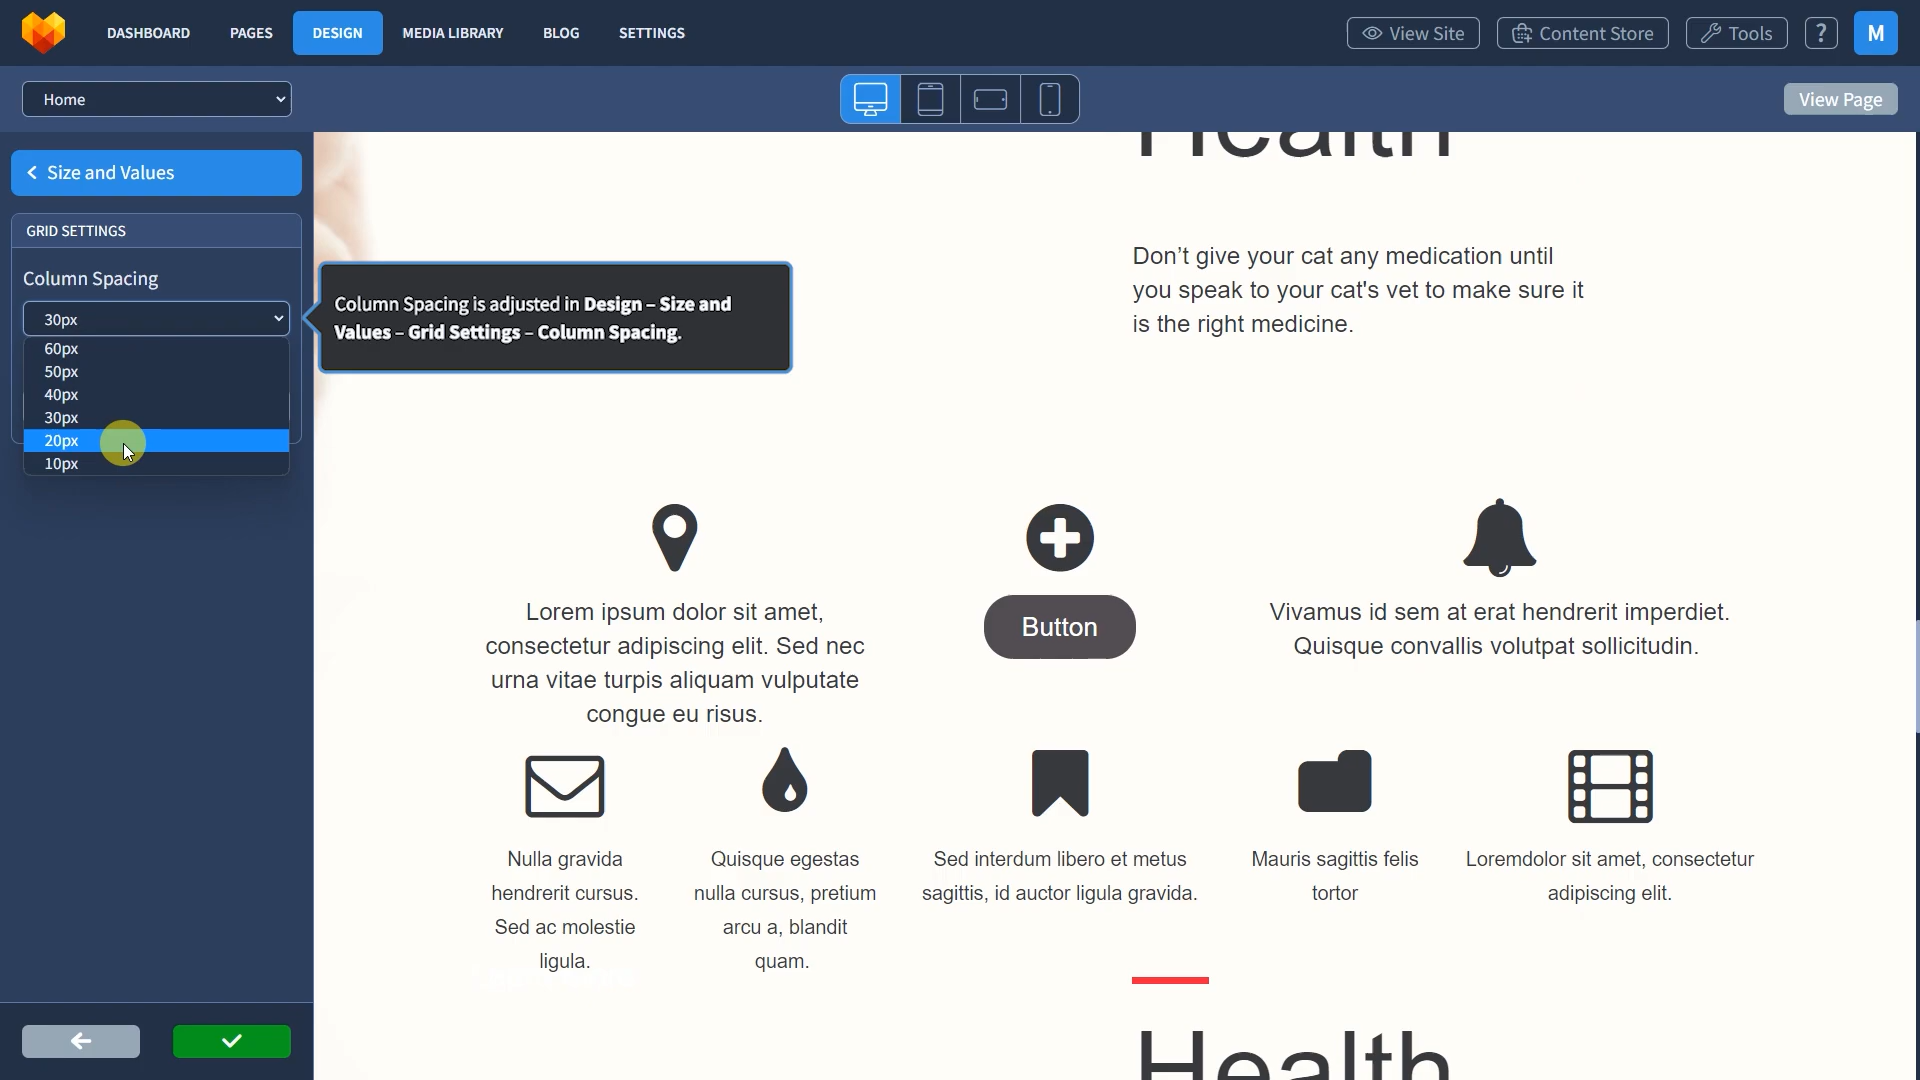 DASHBOARD PAGES DESIGN MEDIA LIBRARY BLOG SETTINGS View Site Content Store Tools ? M
Home View Page
Size and Values
GRID SETTINGS
Column Spacing
30px
60px
50px
40px
30px
20px
10px
Column Spacing is adjusted in Design – Size and
Values – Grid Settings – Column Spacing.
Health
Don’t give your cat any medication until
you speak to your cat's vet to make sure it
is the right medicine.
Lorem ipsum dolor sit amet,
consectetur adipiscing elit. Sed nec
urna vitae turpis aliquam vulputate
congue eu risus.
Button
Vivamus id sem at erat hendrerit imperdiet.
Quisque convallis volutpat sollicitudin.
Nulla gravida
hendrerit cursus.
Sed ac molestie
ligula.
Quisque egestas
nulla cursus, pretium
arcu a, blandit
quam.
Sed interdum libero et metus
sagittis, id auctor ligula gravida.
Mauris sagittis felis
tortor
Loremdolor sit amet, consectetur
adipiscing elit.
Health